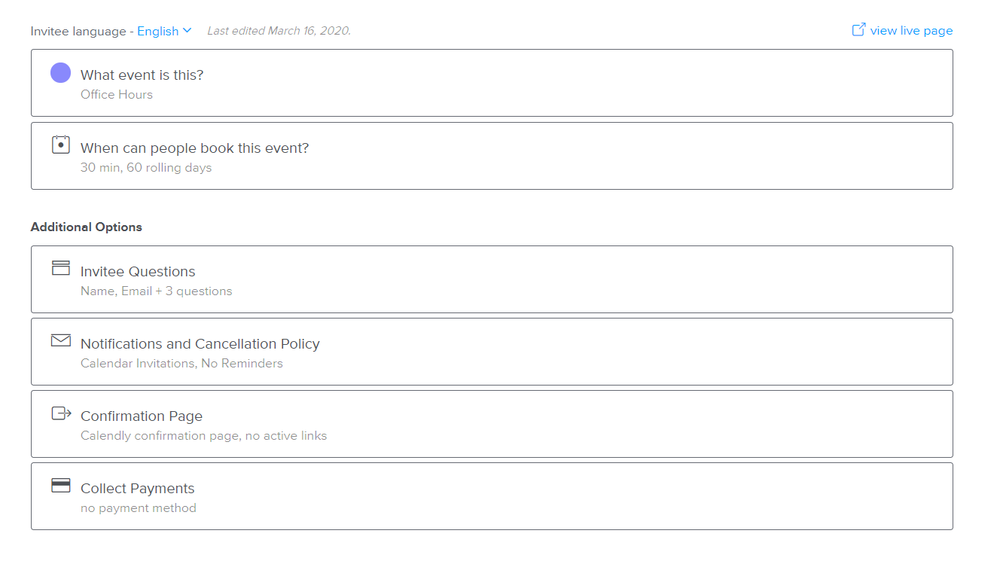 Invitee language - English
Last edited March 16, 2020.
view live page
What event is this?
Office Hours
When can people book this event?
30 min, 60 rolling days
Additional Options
Invitee Questions
Name, Email + 3 questions
Notifications and Cancellation Policy
Calendar Invitations, No Reminders
Confirmation Page
Calendly confirmation page, no active links
Collect Payments
no payment method